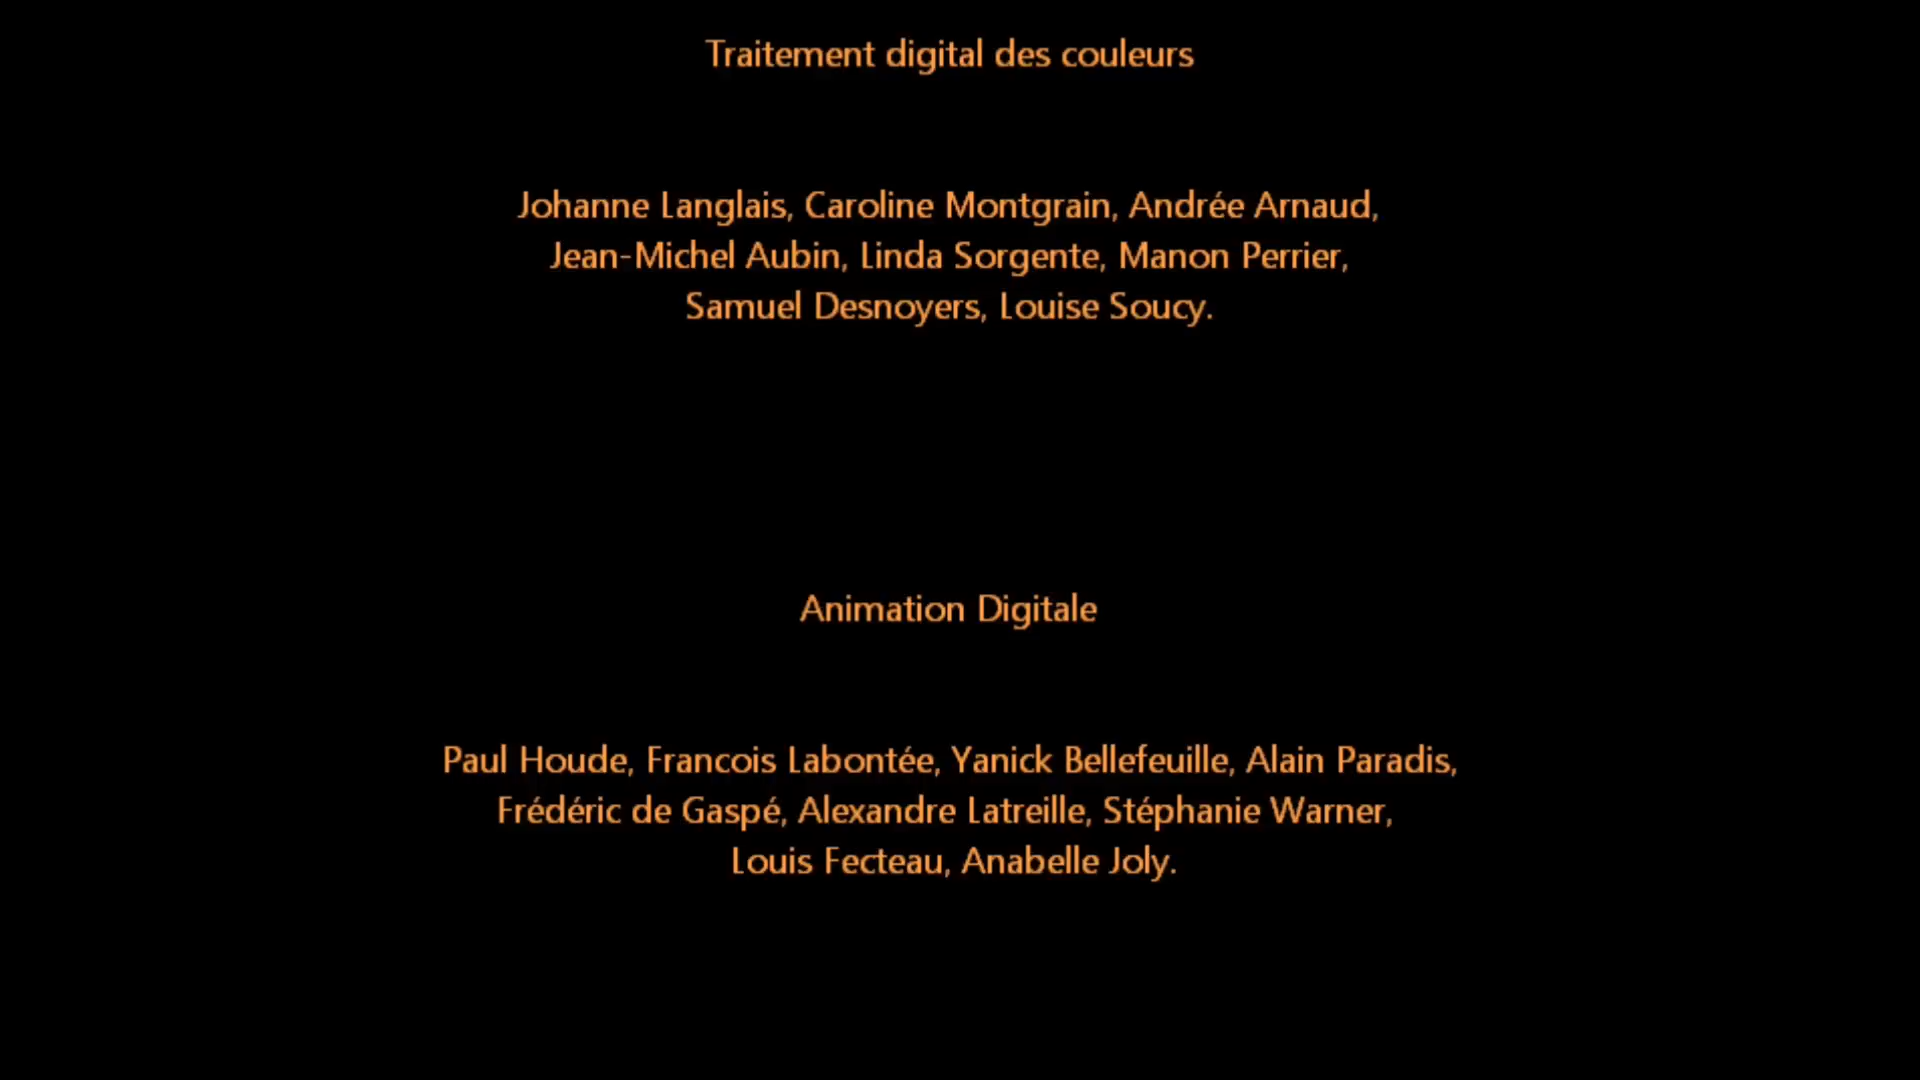 Traitement digital des couleurs
Johanne Langlais, Caroline Montgrain, Andrée Arnaud,
Jean-Michel Aubin, Linda Sorgente, Manon Perrier,
Samuel Desnoyers, Louise Soucy.
Animation Digitale
Paul Houde, Francois Labontée, Yanick Bellefeuille, Alain Paradis,
Frédéric de Gaspé, Alexandre Latreille, Stéphanie Warner,
Louis Fecteau, Anabelle Joly.